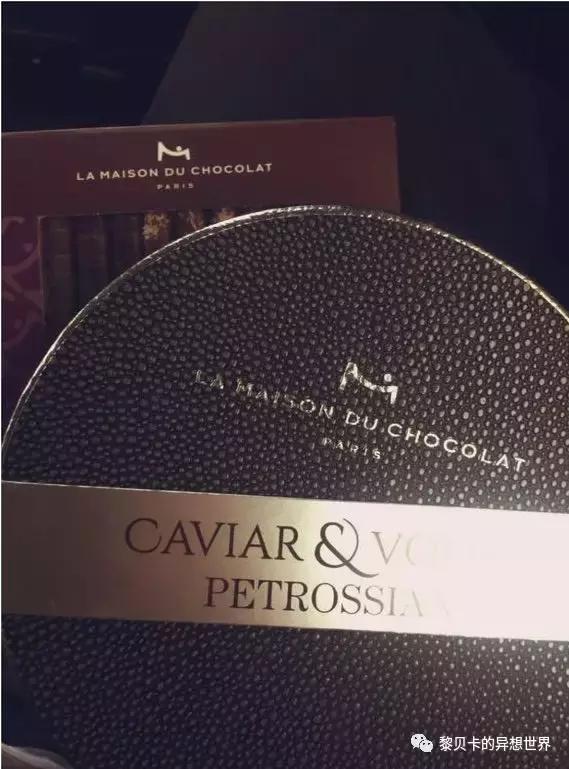 LA MAISON DU CHOCOLAT
PARIS
LA MAISON DU CHOCOLAT
PARIS
CAVIAR &
PETROSSIAN
黎贝卡的异想世界